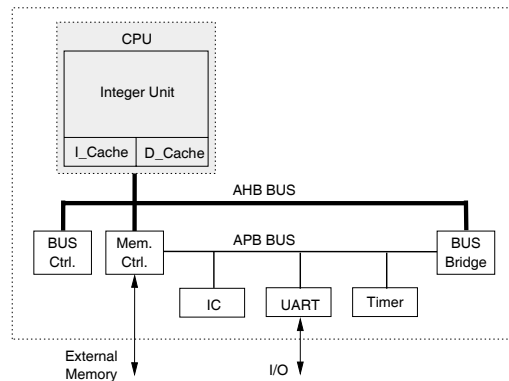 CPU
Integer Unit
I_Cache
D_Cache
AHB BUS
BUS
Ctrl.
Mem.
Ctrl.
APB BUS
BUS
Bridge
IC
UART
Timer
External
Memory
I/O